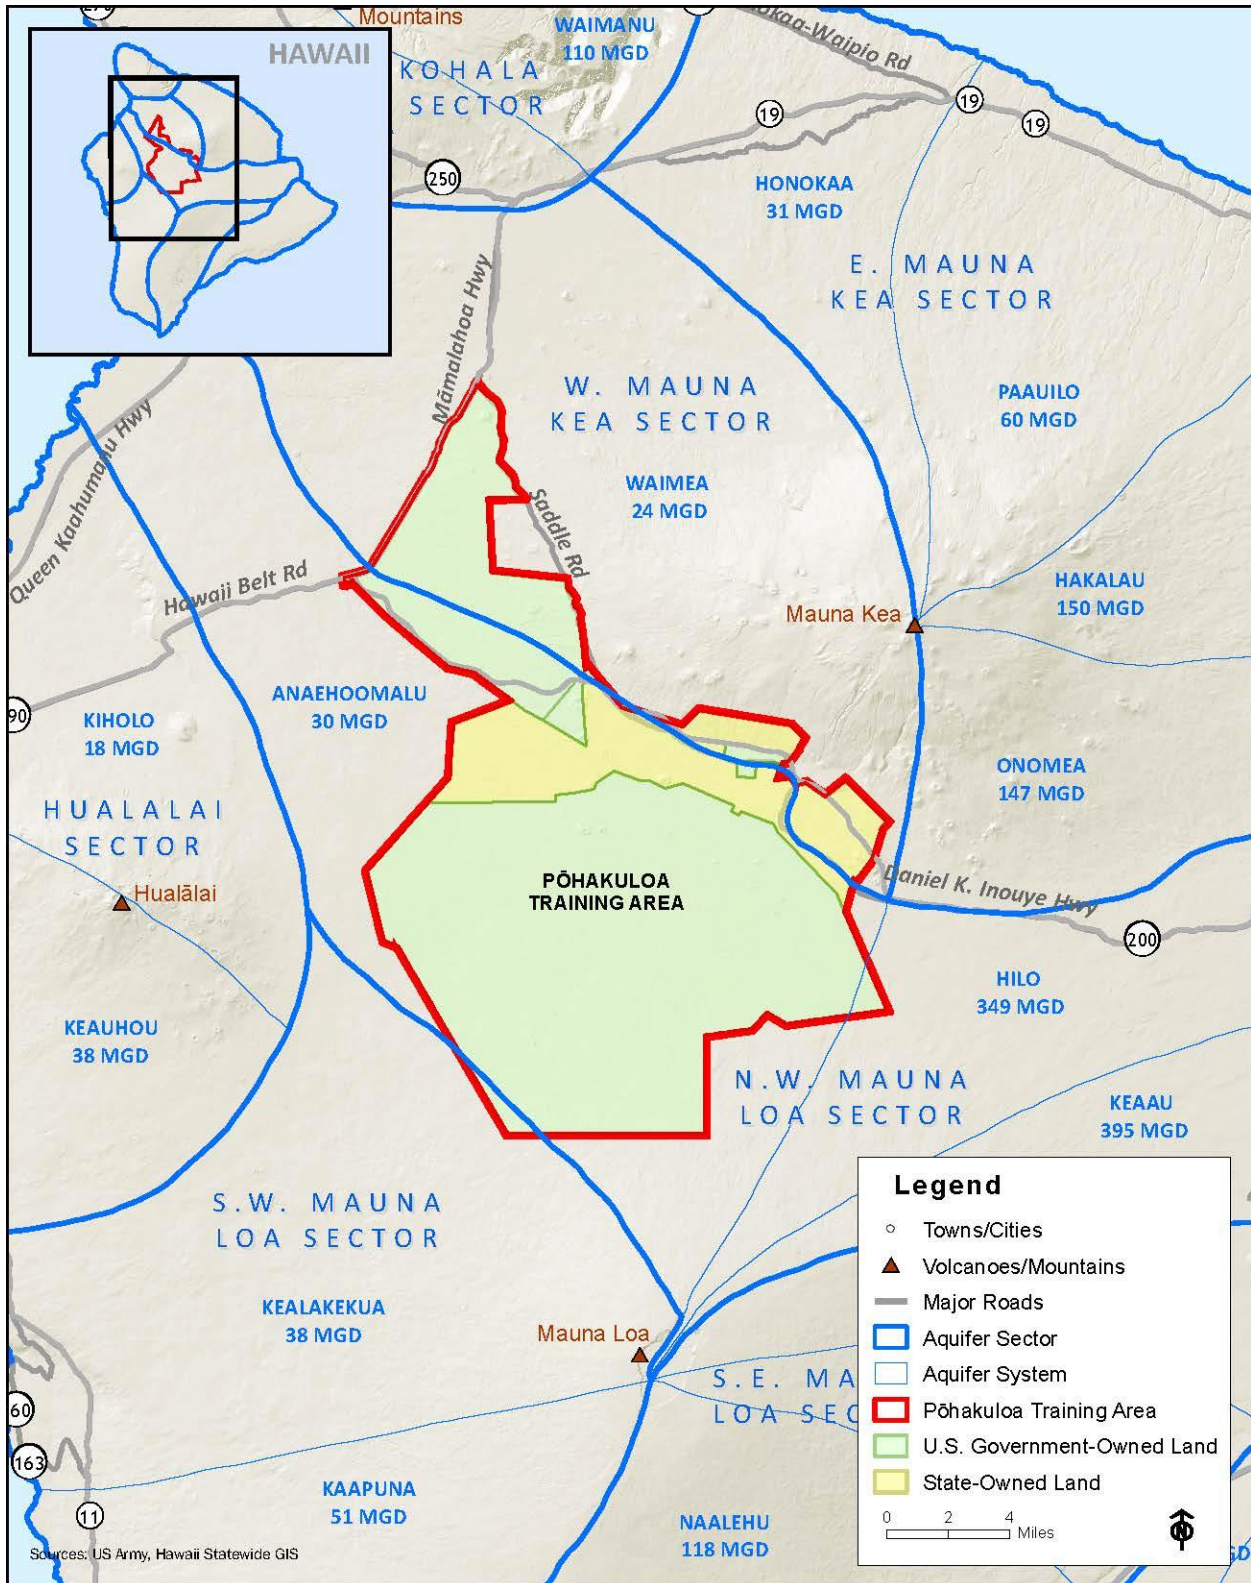 270
Mountains
WAIMANU
110 MGD
HAWAII
KOHALA
SECTOR
-Waipio Rd
19
19
19
250
HONOKAA
31 MGD
E. MAUNA
KEA SECTOR
Māmalahoa Hwy
W. MAUNA
KEA SECTOR
PAAUILO
60 MGD
Queen Kaahumanu Hwy
WAIMEA
24 MGD
Saddle Rd
Hawaii Belt Rd
HAKALAU
150 MGD
Mauna Kea
ANAEHOOMALU
30 MGD
90
KIHOLO
18 MGD
ONOMEA
147 MGD
HUALALAI
SECTOR
Hualālai
PŌHAKULOA
TRAINING AREA
Daniel K. Inouye Hwy
200
HILO
349 MGD
KEAUHOU
38 MGD
N.W. MAUNA
LOA SECTOR
KEAAU
395 MGD
S.W. MAUNA
LOA SECTOR
KEALAKEKUA
38 MGD
Mauna Loa
S.E. MA
LOA SEC
60
163
11
KAAPUNA
51 MGD
NAALEHU
118 MGD
Legend
Towns/Cities
Volcanoes/Mountains
Major Roads
Aquifer Sector
Aquifer System
Pōhakuloa Training Area
U.S. Government-Owned Land
State-Owned Land
0 2 4
Miles
N
GD
Sources: US Army, Hawaii Statewide GIS